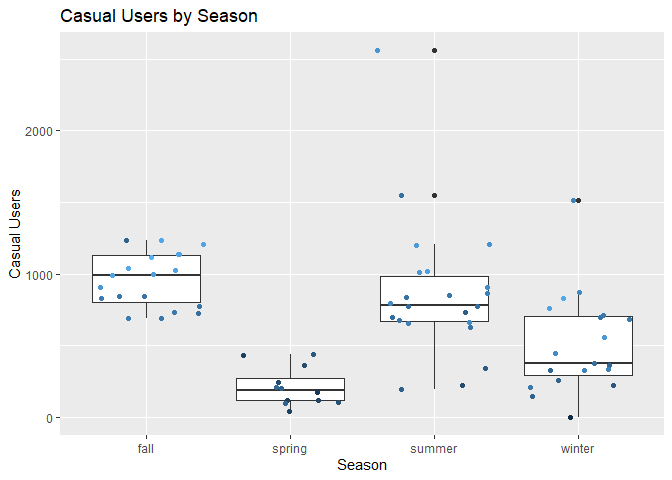 Casual Users by Season
Casual Users
2000
1000
0
fall spring summer winter
Season